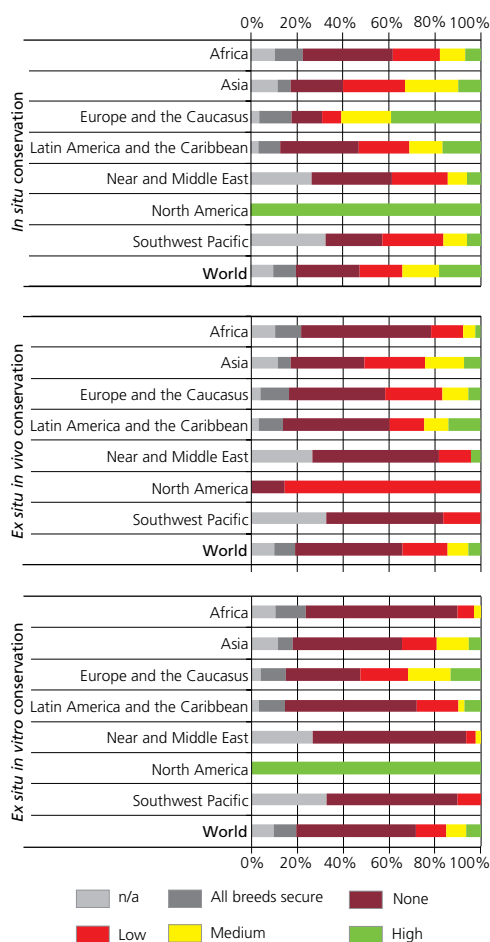 0% 20% 40% 60% 80% 100%
In situ conservation
Africa
Asia
Europe and the Caucasus
Latin America and the Caribbean
Near and Middle East
North America
Southwest Pacific
World
Ex situ in vivo conservation
Africa
Asia
Europe and the Caucasus
Latin America and the Caribbean
Near and Middle East
North America
Southwest Pacific
World
Ex situ in vitro conservation
Africa
Asia
Europe and the Caucasus
Latin America and the Caribbean
Near and Middle East
North America
Southwest Pacific
World
0% 20% 40% 60% 80% 100%
n/a All breeds secure None
Low Medium High